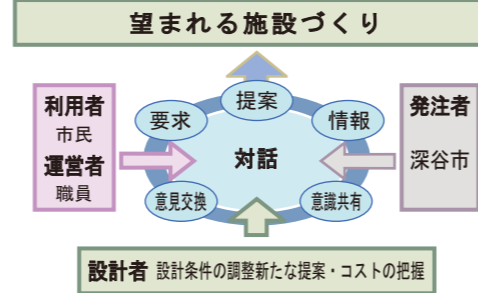 望まれる施設づくり
提案
要求
情報
利用者
市民
運営者
職員
対話
発注者
深谷市
意見交換
意識共有
設計者 設計条件の調整新たな提案・コストの把握